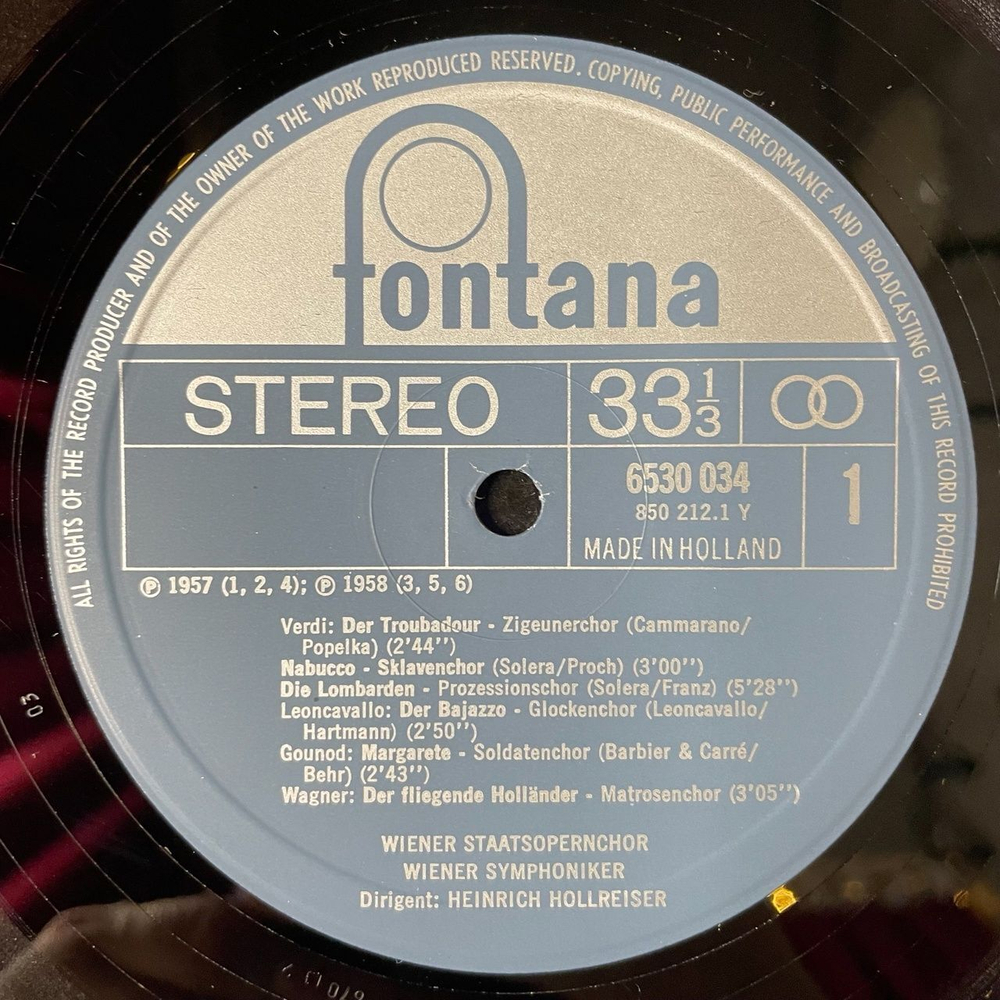 ALL RIGHTS OF THE RECORD PRODUCER AND OF THE OWNER OF THE WORK REPRODUCED RESERVED. COPYING, PUBLIC PERFORMANCE AND BROADCASTING OF THIS RECORD PROHIBITED
fontana
STEREO 33⅓
6530 034 1
850 212.1 Y
MADE IN HOLLAND
℗ 1957 (1, 2, 4); ℗ 1958 (3, 5, 6)
Verdi: Der Troubadour - Zigeunerchor (Cammarano/
Popelka) (2'44'')
Nabucco - Sklavenchor (Solera/Proch) (3'00'')
Die Lombarden - Prozessionschor (Solera/Franz) (5'28'')
Leoncavallo: Der Bajazzo - Glockenchor (Leoncavallo/
Hartmann) (2'50'')
Gounod: Margarete - Soldatenchor (Barbier & Carré/
Behr) (2'43'')
Wagner: Der fliegende Holländer - Matrosenchor (3'05'')
WIENER STAATSOPERNCHOR
WIENER SYMPHONIKER
Dirigent: HEINRICH HOLLREISER
03